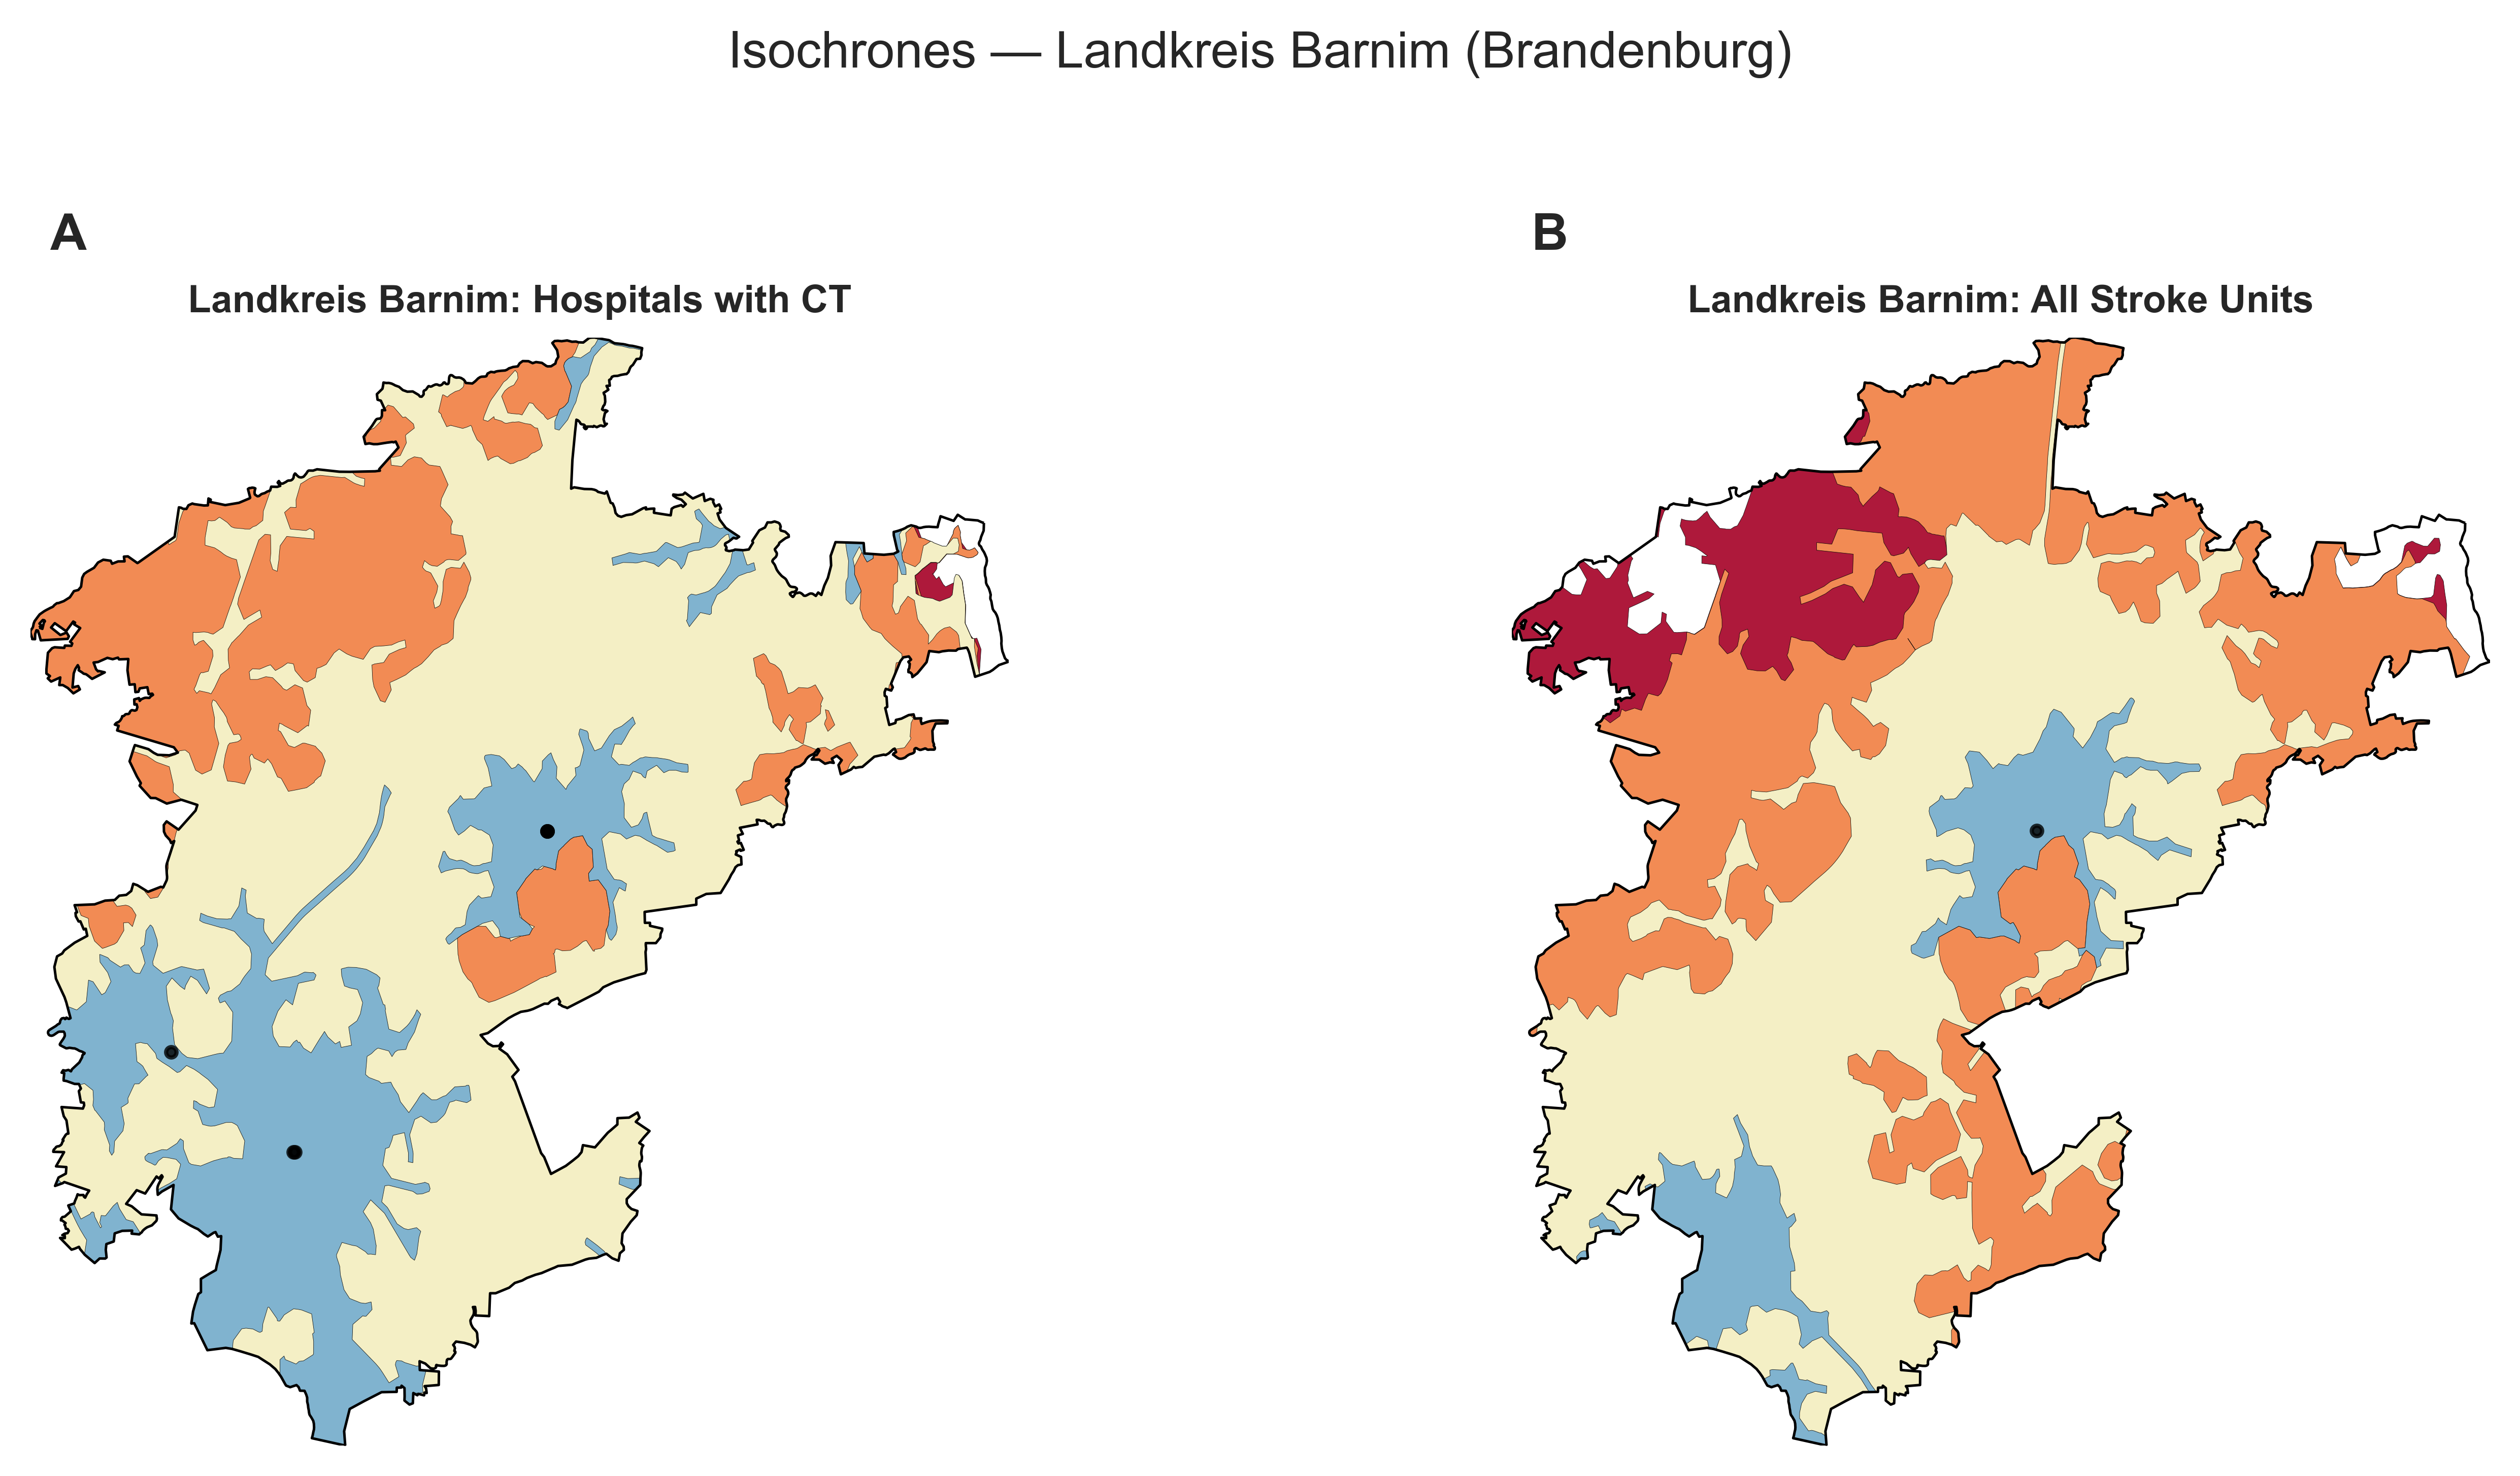 Isochrones — Landkreis Barnim (Brandenburg)
A
Landkreis Barnim: Hospitals with CT
B
Landkreis Barnim: All Stroke Units